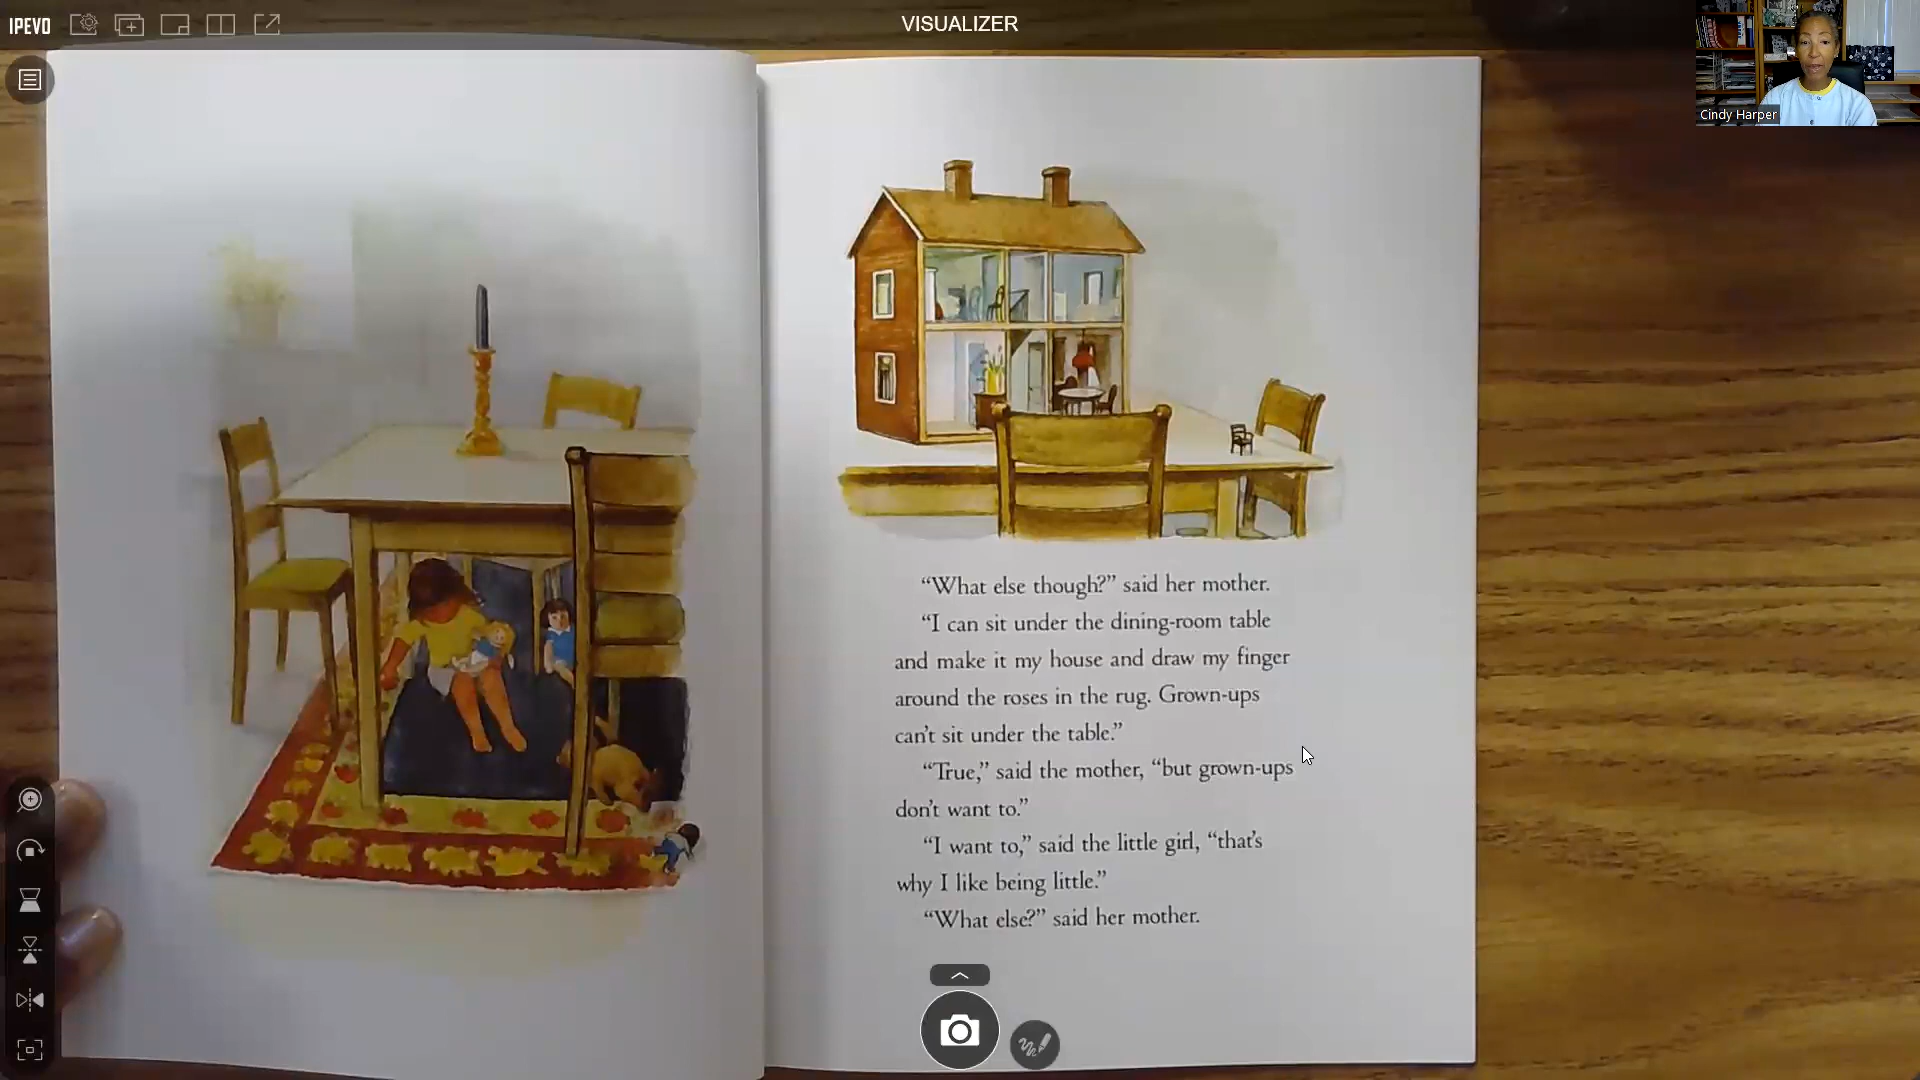 IPEVO
VISUALIZER
Cindy Harper
“What else though?” said her mother.
“I can sit under the dining-room table
and make it my house and draw my finger
around the roses in the rug. Grown-ups
can’t sit under the table.”
“True,” said the mother, “but grown-ups
don’t want to.”
“I want to,” said the little girl, “that’s
why I like being little.”
“What else?” said her mother.